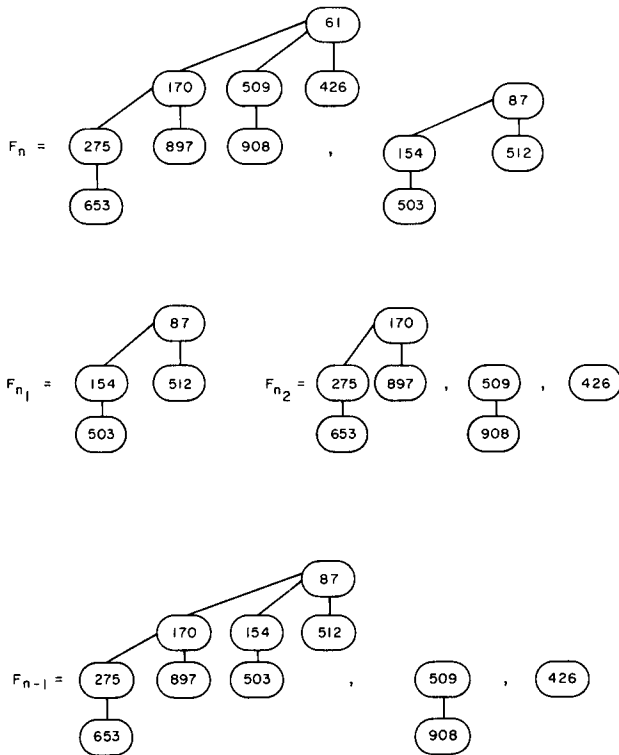 61
170 509 426
87
F_n = 275 897 908 , 154 512
653 503
87 170
F_{n_1} = 154 512 F_{n_2} = 275 897 , 509 , 426
503 653 908
87
170 154 512
F_{n-1} = 275 897 503 , 509 , 426
653 908